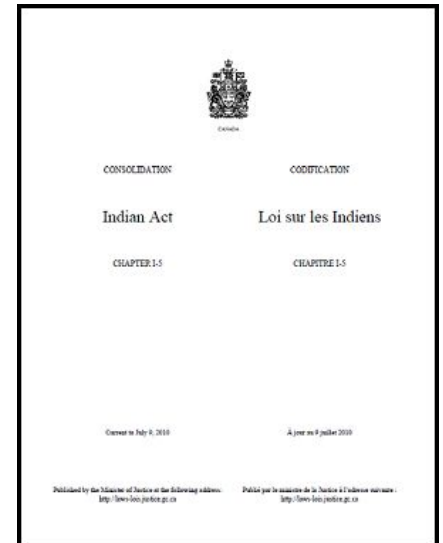 CANADA
CONSOLIDATION
Indian Act
CHAPTER I-5
Current to July 9, 2010
Published by the Minister of Justice at the following address:
http://laws-lois.justice.gc.ca
CODIFICATION
Loi sur les Indiens
CHAPITRE I-5
À jour au 9 juillet 2010
Publié par le ministre de la Justice à l'adresse suivante :
http://laws-lois.justice.gc.ca